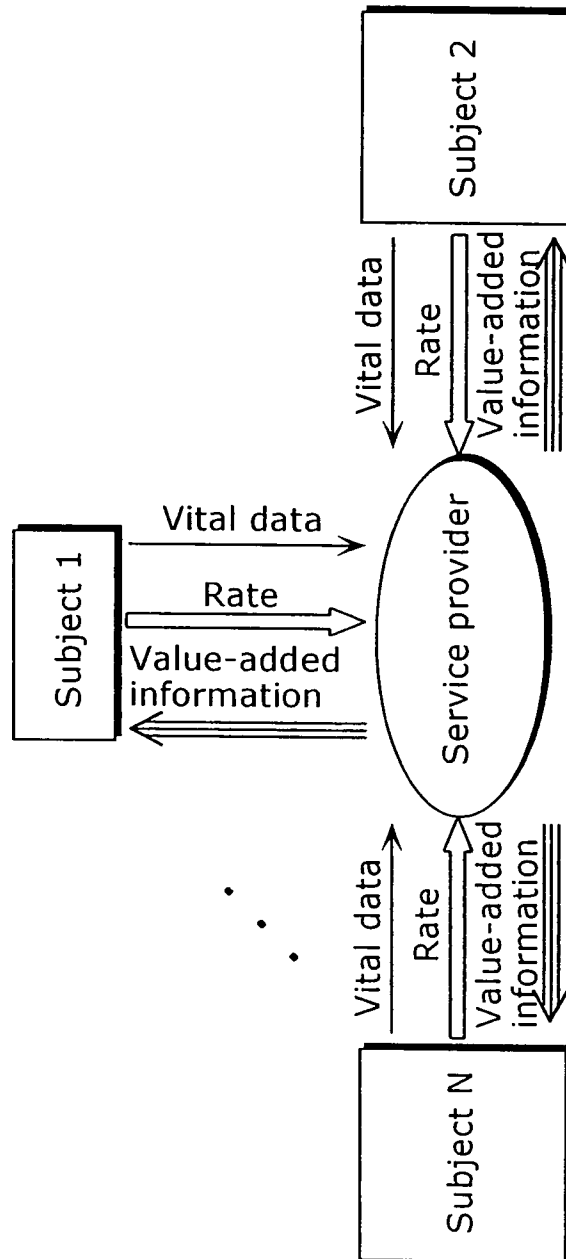 Subject 1
Vital data
Rate
Value-added
information
Subject 2
Vital data
Rate
Value-added
information
Service provider
Vital data
Rate
Value-added
information
Subject N